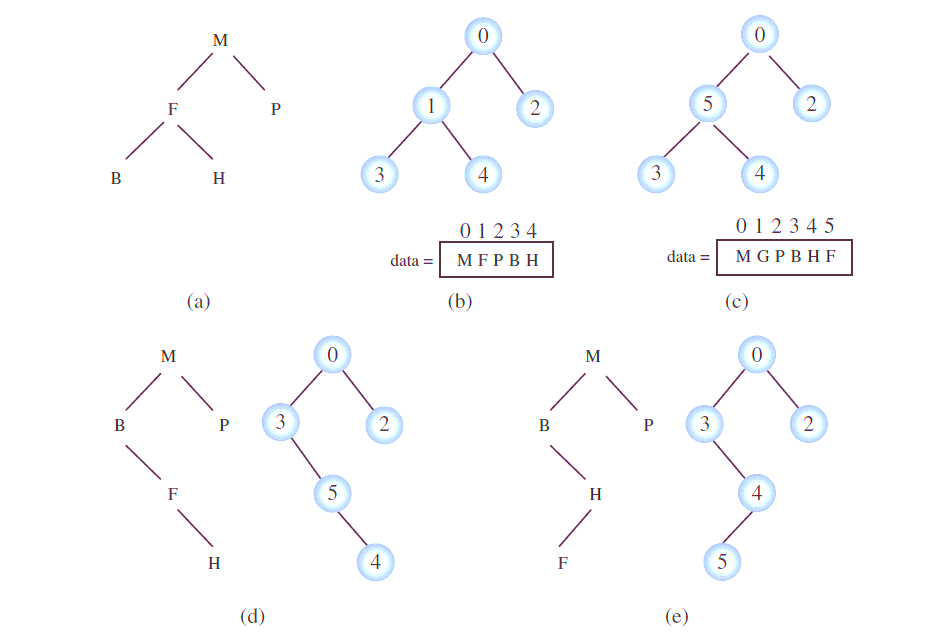 M
F P
B H
(a)
0
1 2
3 4
0 1 2 3 4
data = M F P B H
(b)
0
5 2
3 4
0 1 2 3 4 5
data = M G P B H F
(c)
M
B P
F
H
0
3 2
5
4
(d)
M
B P
H
F
0
3 2
4
5
(e)